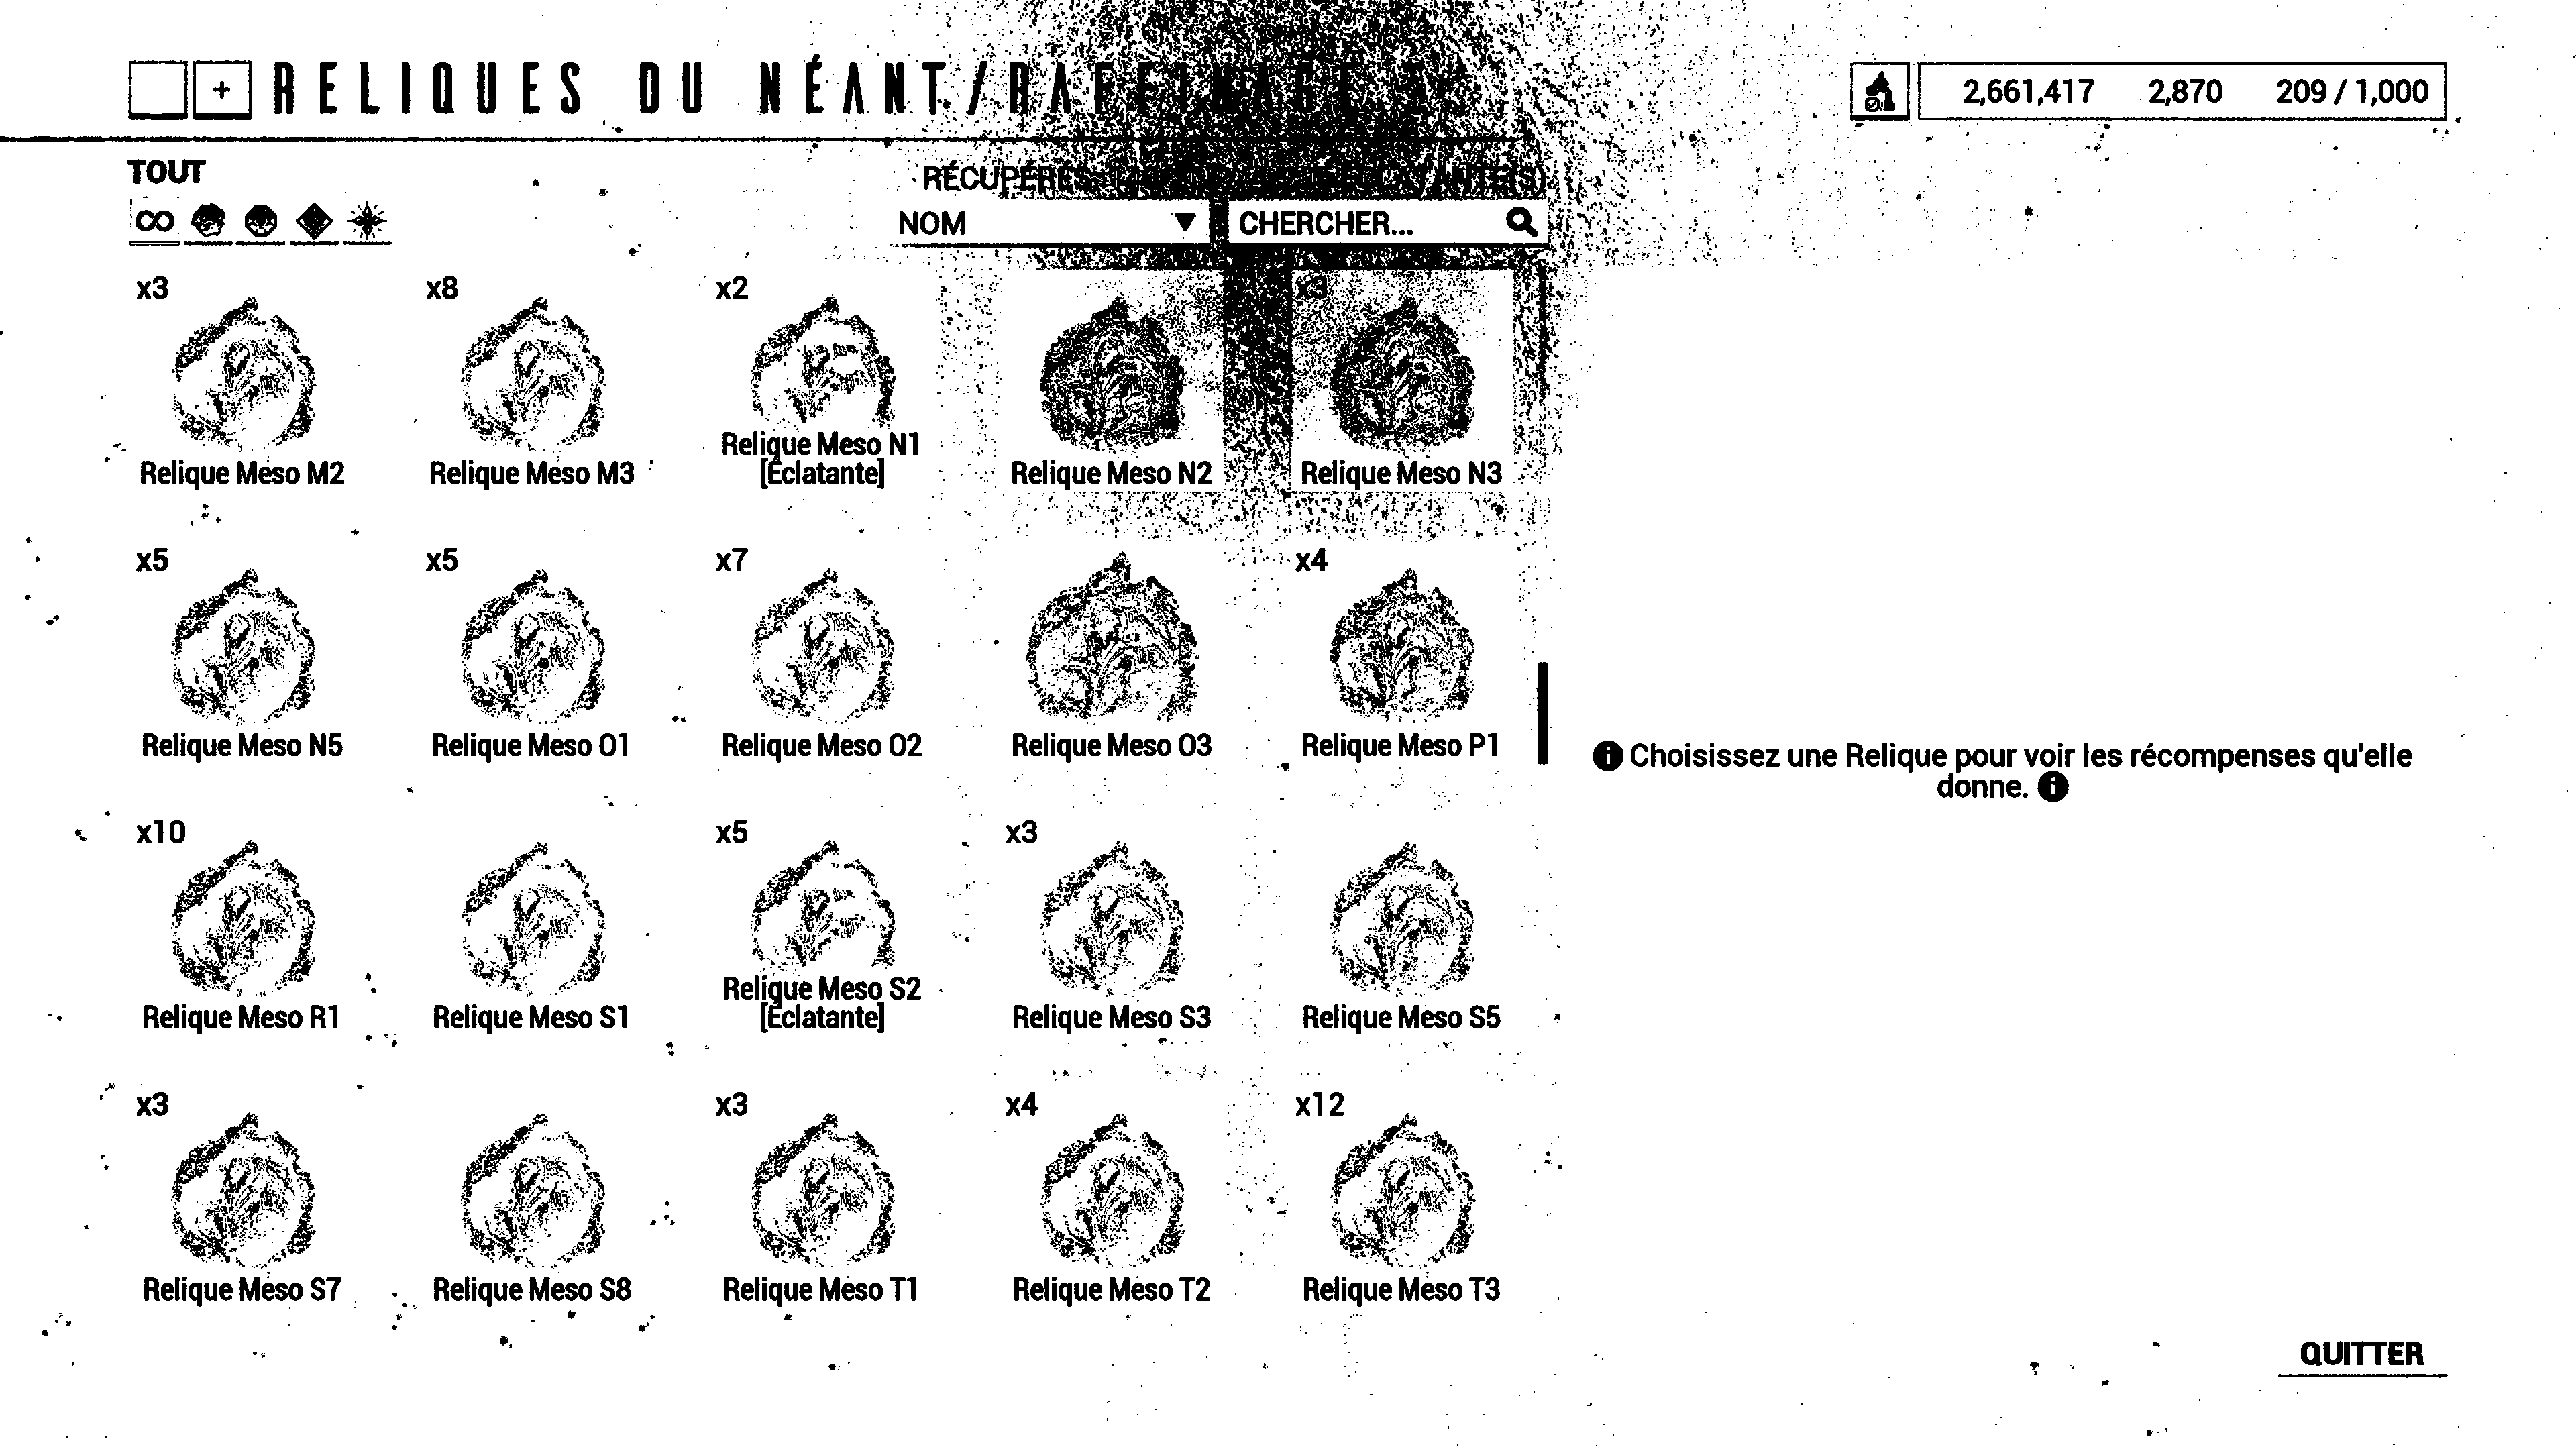 RELIQUES DU NÉANT/RAFFINAGE
2,661,417 2,870 209 / 1,000
TOUT
NOM
CHERCHER...
x3 x8 x2 x3
Relique Meso M2
Relique Meso M3
Relique Meso N1
[Éclatante]
Relique Meso N2
Relique Meso N3
x5 x5 x7 x4
Relique Meso N5
Relique Meso O1
Relique Meso O2
Relique Meso O3
Relique Meso P1
Choisissez une Relique pour voir les récompenses qu'elle
donne.
x10 x5 x3
Relique Meso R1
Relique Meso S1
Relique Meso S2
[Éclatante]
Relique Meso S3
Relique Meso S5
x3 x3 x4 x12
Relique Meso S7
Relique Meso S8
Relique Meso T1
Relique Meso T2
Relique Meso T3
QUITTER